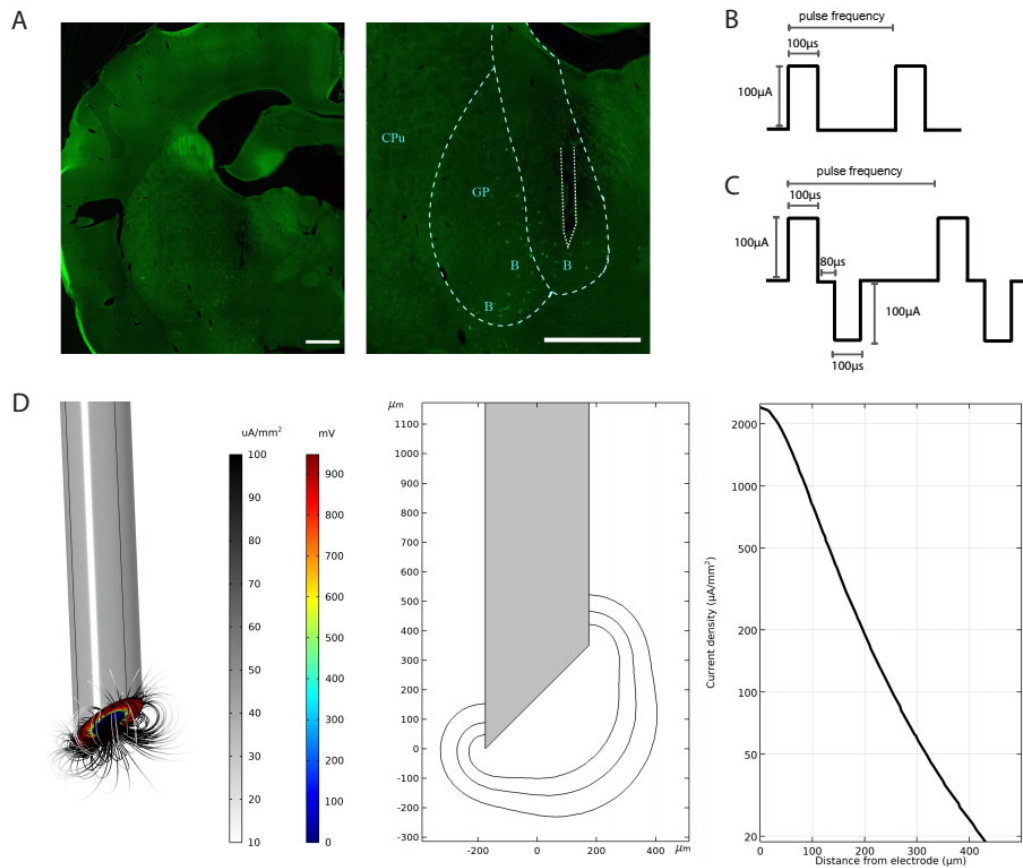 A
CPu
GP
B
B
B
B
pulse frequency
100μs
100μA
C
pulse frequency
100μs
100μA
80μs
100μA
100μs
D
uA/mm²
100
90
80
70
60
50
40
30
20
10
mV
900
800
700
600
500
400
300
200
100
0
μm
1100
1000
900
800
700
600
500
400
300
200
100
0
-100
-200
-300
-200 0 200 400 μm
Current density (μA/mm²)
2000
1000
500
200
100
50
20
0 100 200 300 400 500
Distance from electrode (μm)